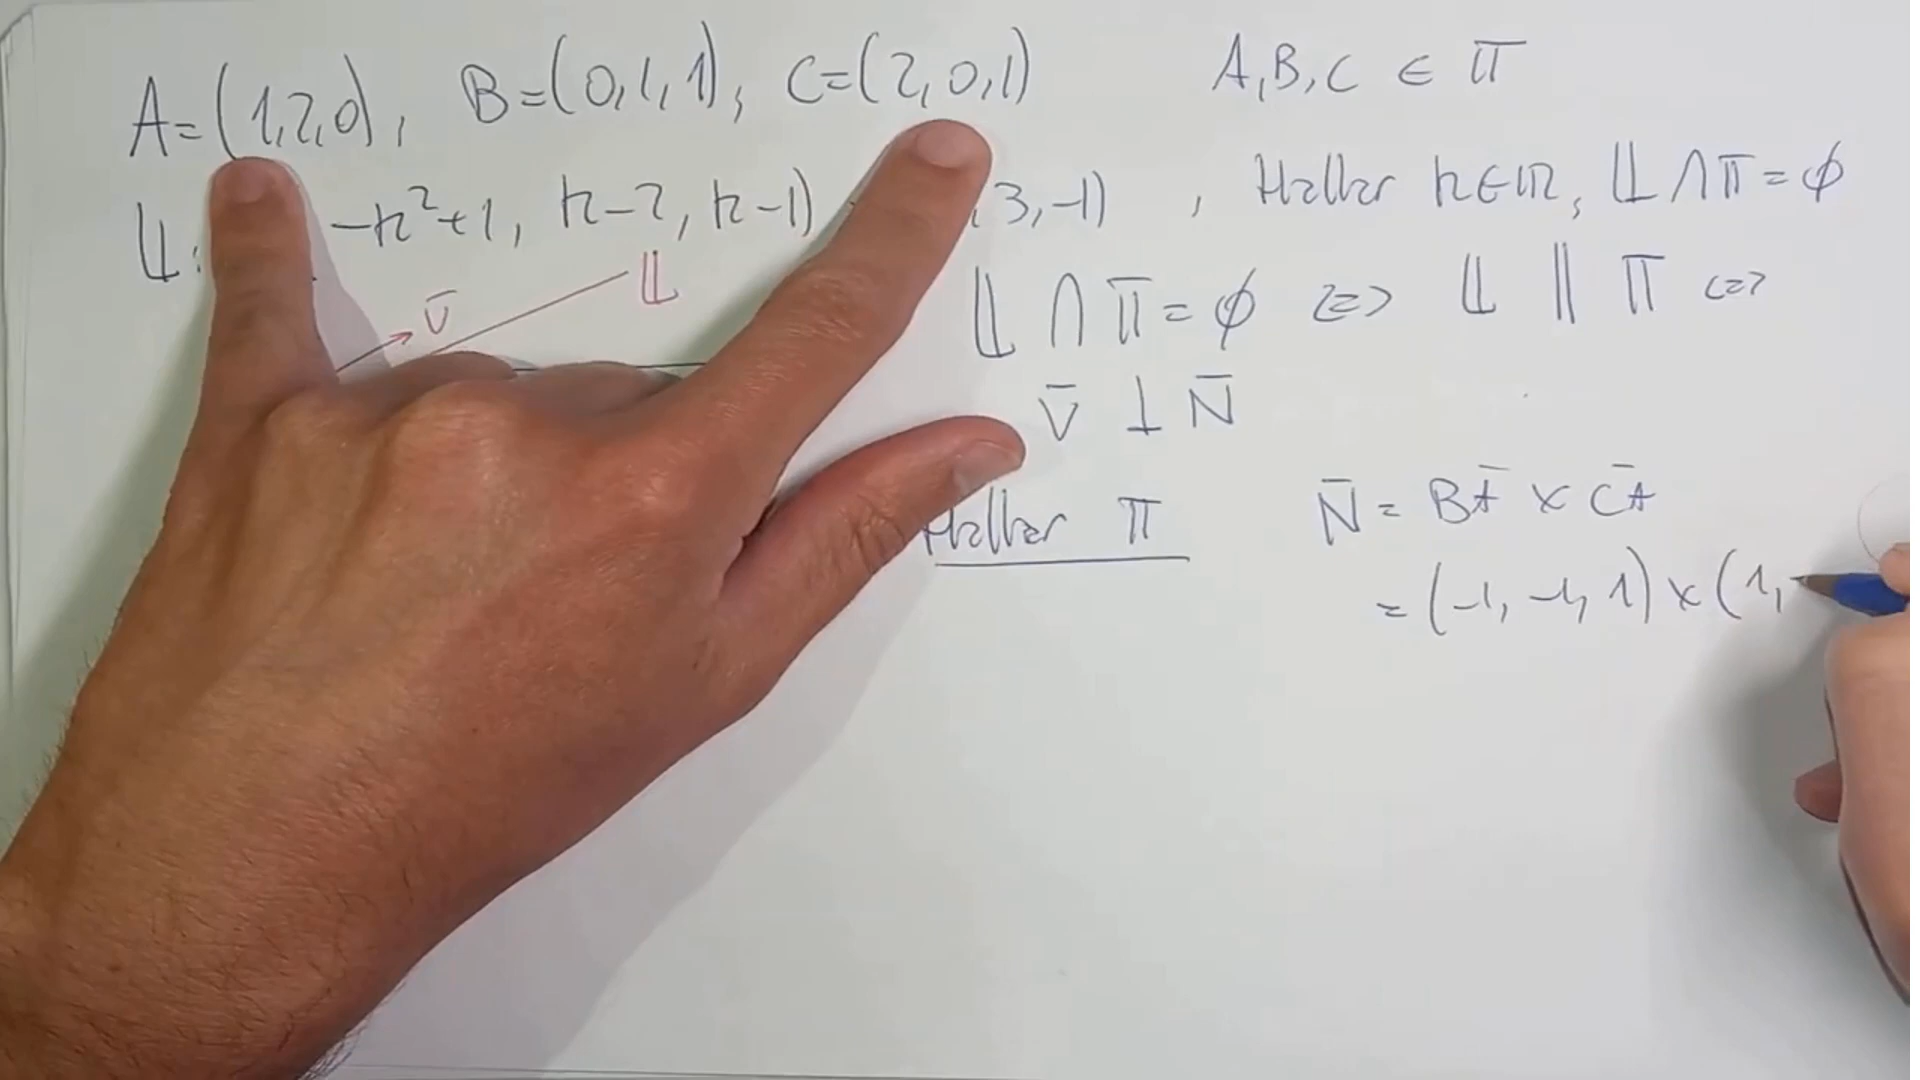 A=(1,2,0), B=(0,1,1), C=(2,0,1) A,B,C ∈ π
𝕃: -k²+1, k-2, k-1) ,3,-1) , Hallar k∈ℝ, 𝕃∩π=∅
v̄ 𝕃
𝕃 ∩ π = ∅ ⇔ 𝕃 ∥ π ⇔
v̄ ⊥ N̄
Hallar π
N̄ = BĀ × CĀ
= (-1, -1, 1) × (1, -